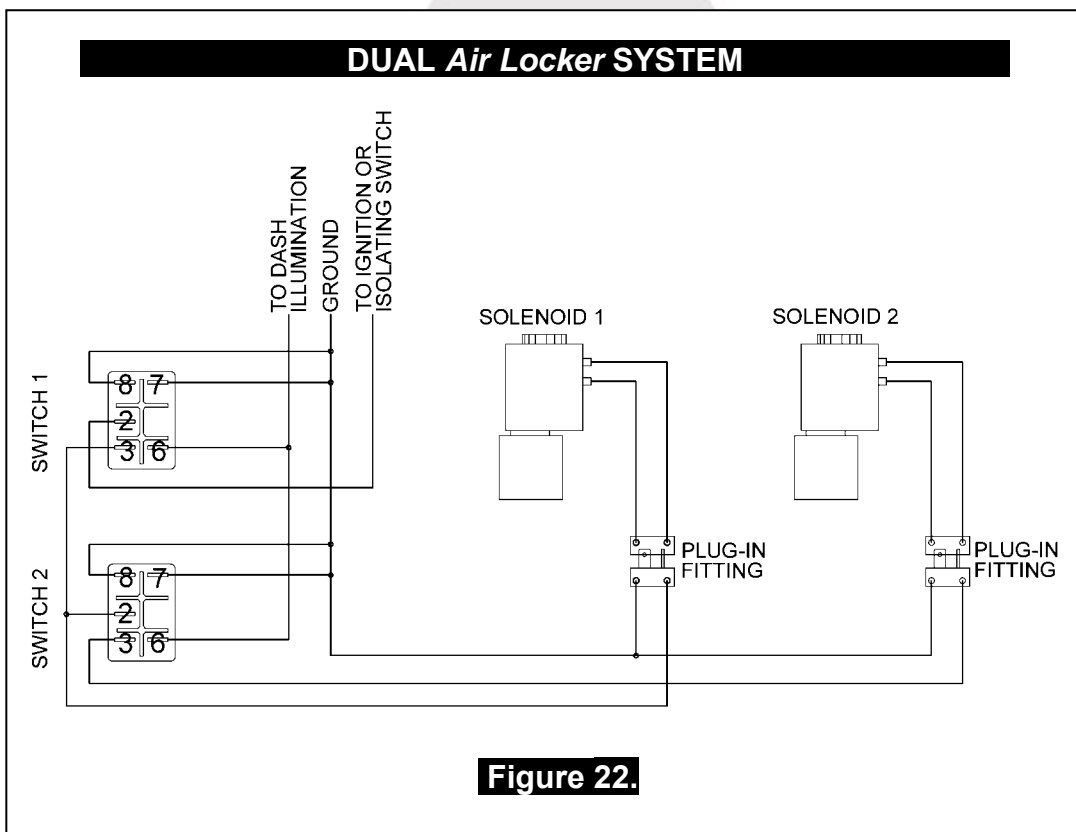 DUAL Air Locker SYSTEM
TO DASH
ILLUMINATION
GROUND
TO IGNITION OR
ISOLATING SWITCH
SOLENOID 1
SOLENOID 2
SWITCH 1
8 7
2
3 6
PLUG-IN
FITTING
PLUG-IN
FITTING
SWITCH 2
8 7
2
3 6
Figure 22.